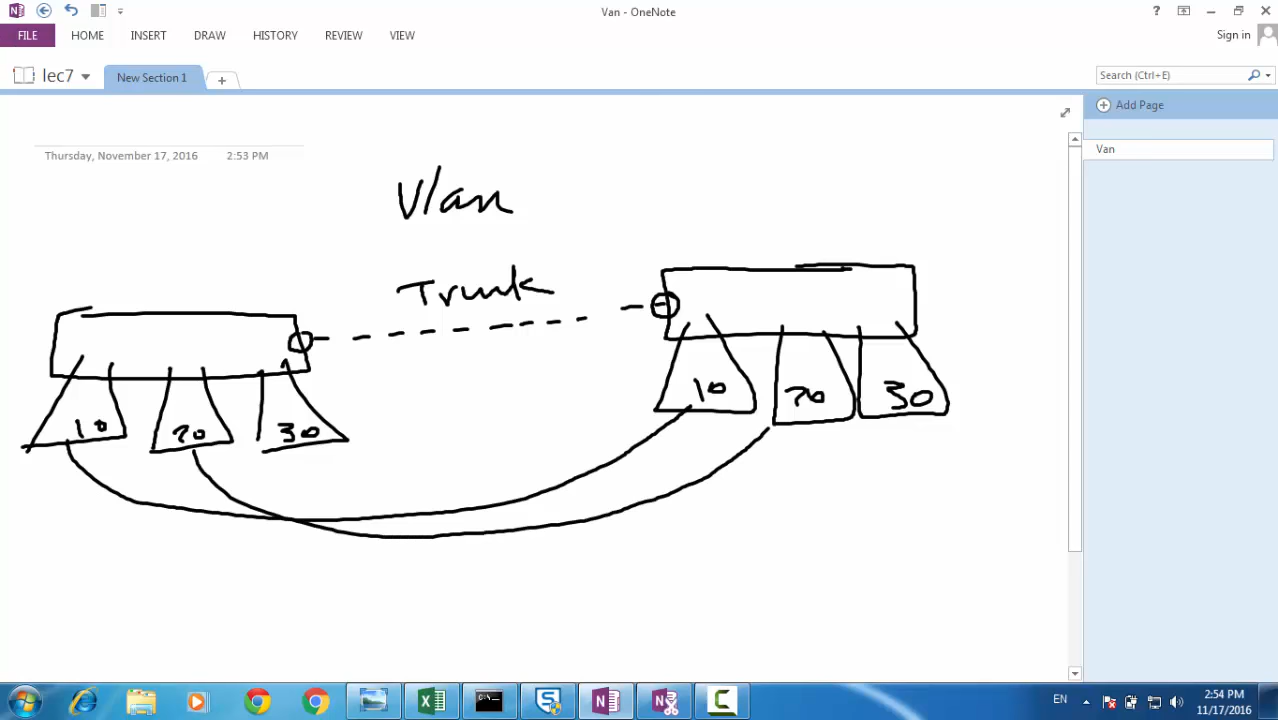 Van - OneNote
FILE HOME INSERT DRAW HISTORY REVIEW VIEW
Sign in
lec7 New Section 1
Search (Ctrl+E)
Add Page
Van
Thursday, November 17, 2016 2:53 PM
Vlan
Trunk
10 20 30
10 20 30
EN
2:54 PM
11/17/2016